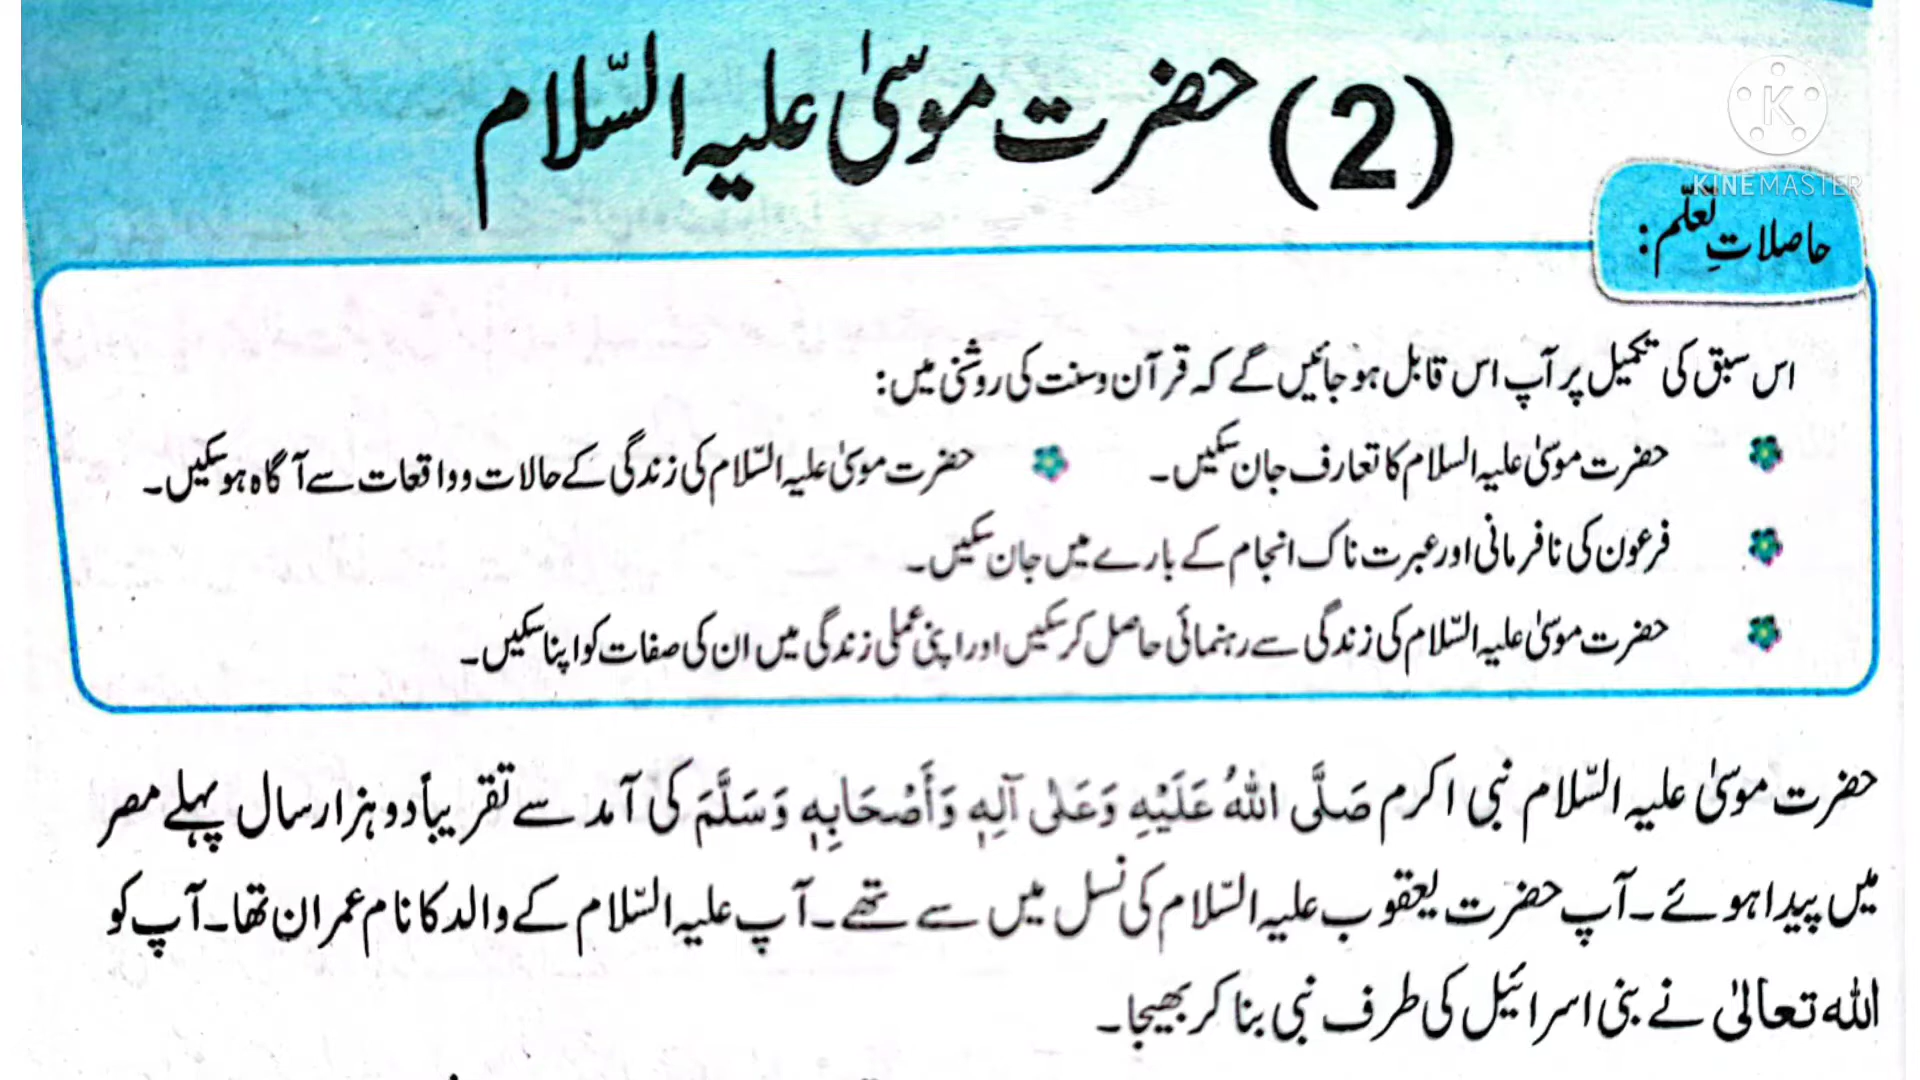 (2) حضرت موسیٰ علیہ السّلام
KINEMASTER
حاصلاتِ تعلّم:
اس سبق کی تکمیل پر آپ اس قابل ہو جائیں گے کہ قرآن و سنت کی روشنی میں:
حضرت موسیٰ علیہ السلام کا تعارف جان سکیں۔ حضرت موسیٰ علیہ السّلام کی زندگی کے حالات و واقعات سے آگاہ ہو سکیں۔
فرعون کی نافرمانی اور عبرت ناک انجام کے بارے میں جان سکیں۔
حضرت موسیٰ علیہ السّلام کی زندگی سے رہنمائی حاصل کر سکیں اور اپنی عملی زندگی میں ان کی صفات کو اپنا سکیں۔
حضرت موسیٰ علیہ السّلام نبی اکرم صَلَّی اللهُ عَلَيْهِ وَعَلٰی آلِهٖ وَأَصْحَابِهٖ وَسَلَّمَ کی آمد سے تقریباً دو ہزار سال پہلے مصر
میں پیدا ہوئے۔ آپ حضرت یعقوب علیہ السّلام کی نسل میں سے تھے۔ آپ علیہ السّلام کے والد کا نام عمران تھا۔ آپ کو
اللہ تعالیٰ نے بنی اسرائیل کی طرف نبی بنا کر بھیجا۔